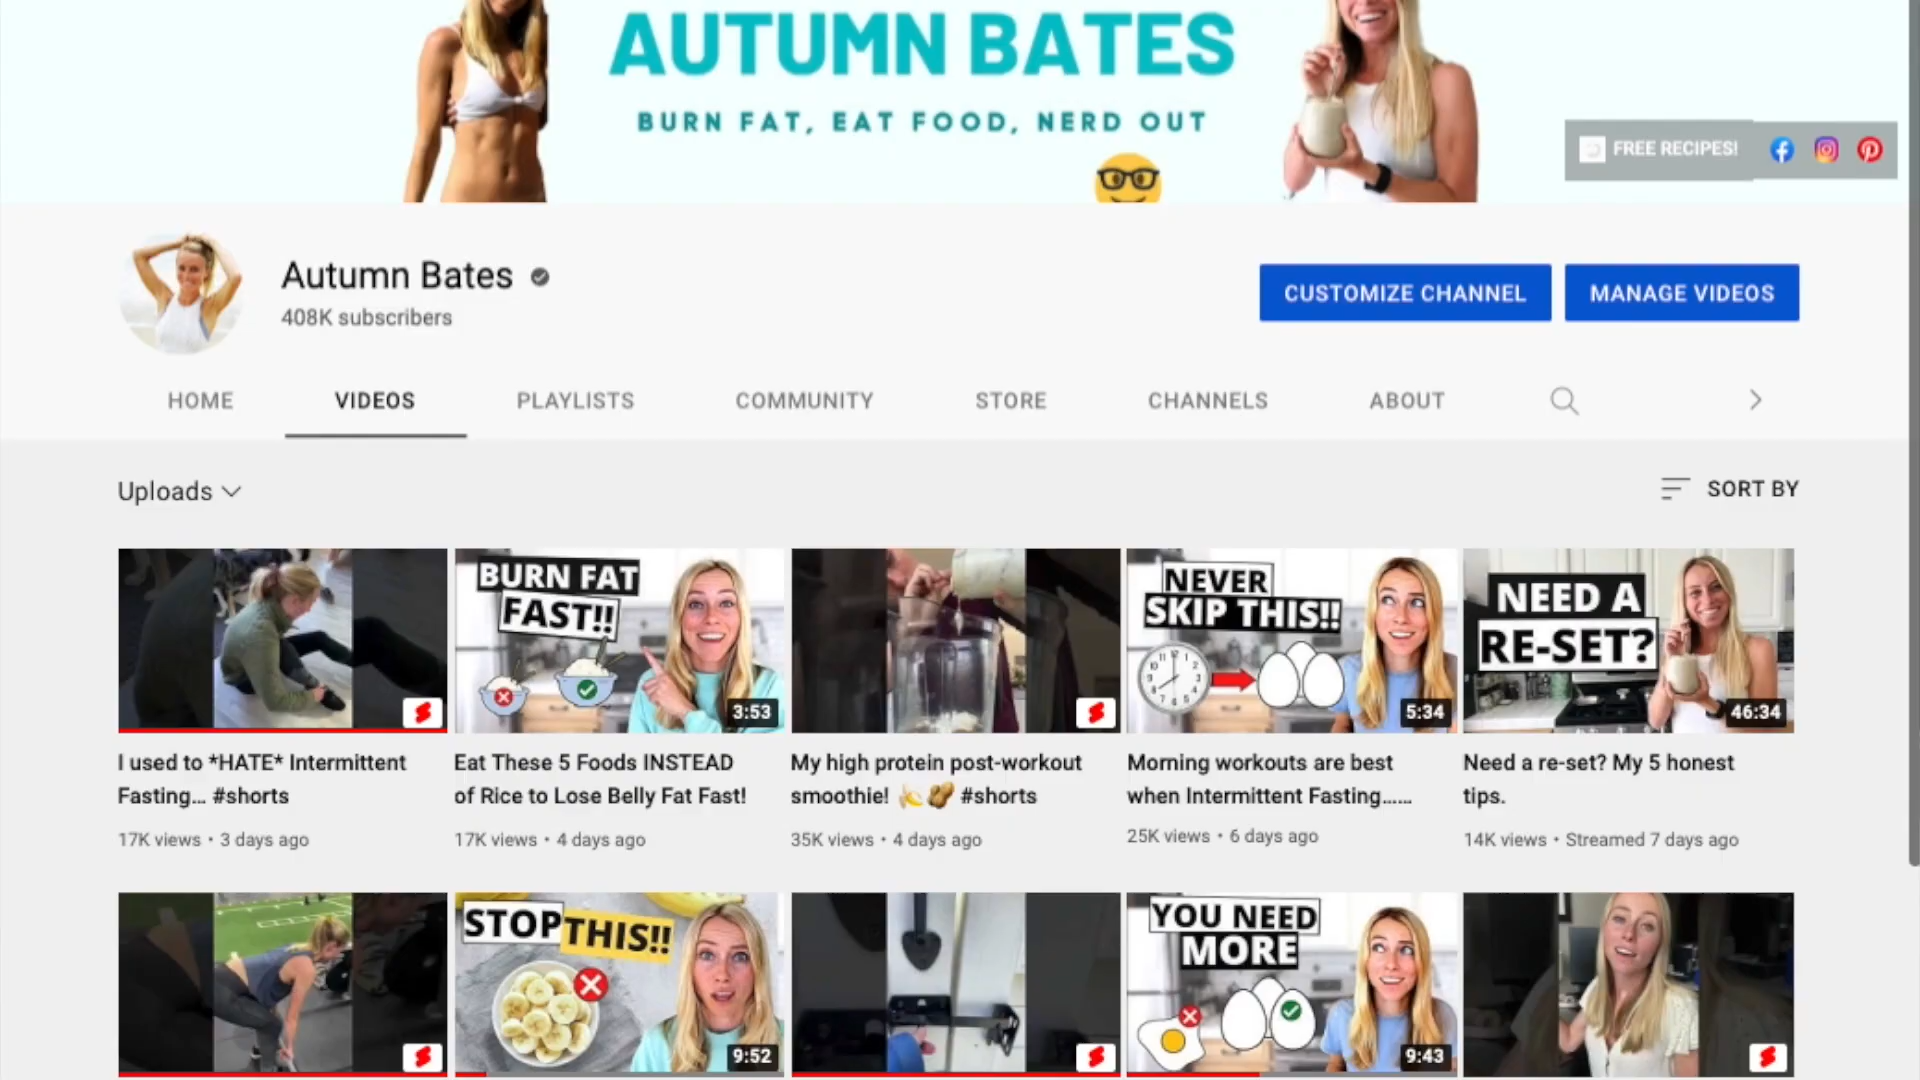 AUTUMN BATES
BURN FAT, EAT FOOD, NERD OUT
FREE RECIPES!
Autumn Bates
408K subscribers
CUSTOMIZE CHANNEL
MANAGE VIDEOS
HOME
VIDEOS
PLAYLISTS
COMMUNITY
STORE
CHANNELS
ABOUT
Uploads
SORT BY
BURN FAT
FAST!!
3:53
NEVER
SKIP THIS!!
5:34
NEED A
RE-SET?
46:34
I used to *HATE* Intermittent
Fasting... #shorts
17K views • 3 days ago
Eat These 5 Foods INSTEAD
of Rice to Lose Belly Fat Fast!
17K views • 4 days ago
My high protein post-workout
smoothie! 🍌🥜 #shorts
35K views • 4 days ago
Morning workouts are best
when Intermittent Fasting......
25K views • 6 days ago
Need a re-set? My 5 honest
tips.
14K views • Streamed 7 days ago
STOP THIS!!
9:52
YOU NEED
MORE
9:43